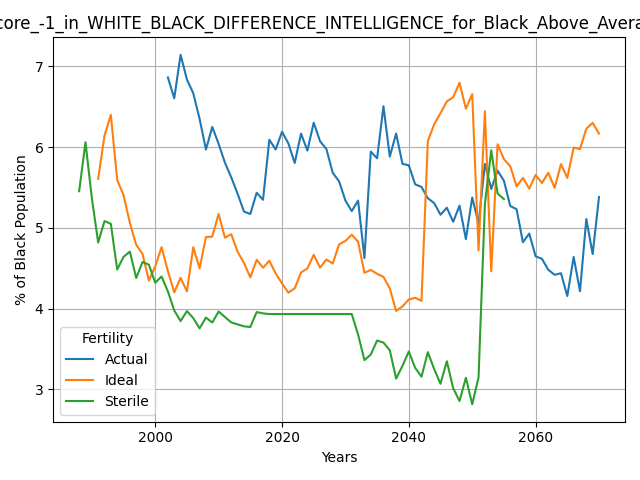 core_-1_in_WHITE_BLACK_DIFFERENCE_INTELLIGENCE_for_Black_Above_Avera
7
6
5
4
3
% of Black Population
Fertility
Actual
Ideal
Sterile
2000
2020
2040
2060
Years